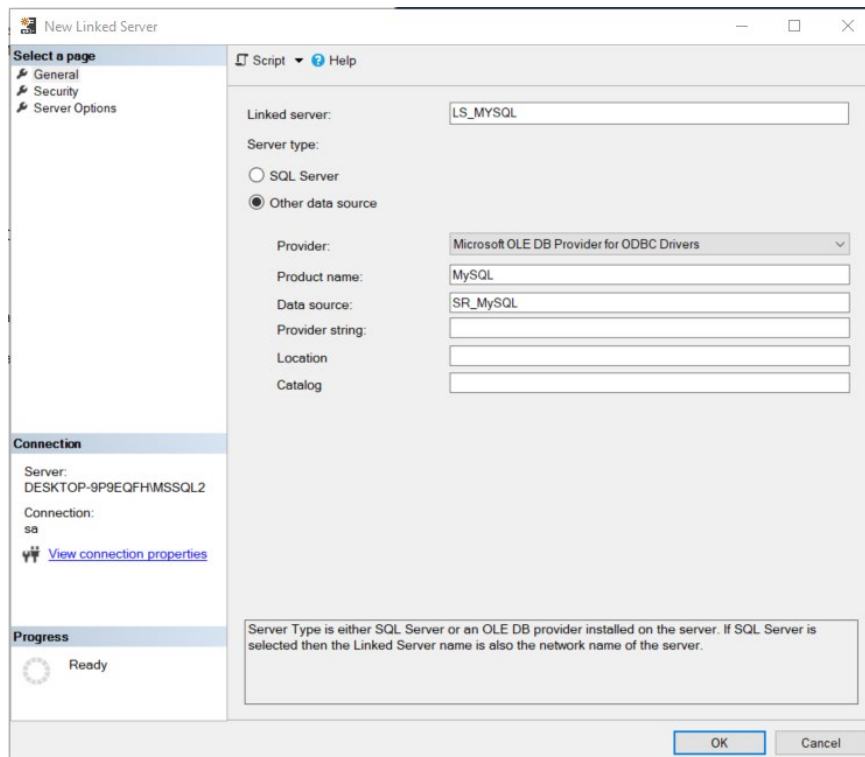 New Linked Server
Select a page
General
Security
Server Options
Script Help
Linked server: LS_MYSQL
Server type:
SQL Server
Other data source
Provider: Microsoft OLE DB Provider for ODBC Drivers
Product name: MySQL
Data source: SR_MySQL
Provider string:
Location
Catalog
Connection
Server:
DESKTOP-9P9EQFH\MSSQL2
Connection:
sa
View connection properties
Progress
Ready
Server Type is either SQL Server or an OLE DB provider installed on the server. If SQL Server is
selected then the Linked Server name is also the network name of the server.
OK Cancel